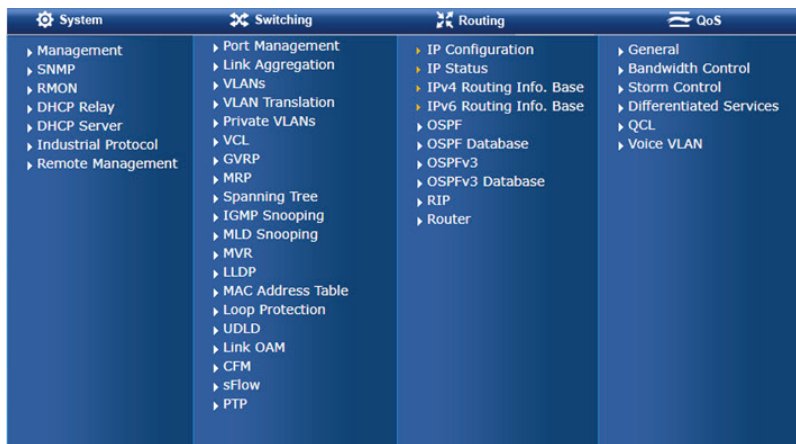 System
Management
SNMP
RMON
DHCP Relay
DHCP Server
Industrial Protocol
Remote Management
Switching
Port Management
Link Aggregation
VLANs
VLAN Translation
Private VLANs
VCL
GVRP
MRP
Spanning Tree
IGMP Snooping
MLD Snooping
MVR
LLDP
MAC Address Table
Loop Protection
UDLD
Link OAM
CFM
sFlow
PTP
Routing
IP Configuration
IP Status
IPv4 Routing Info. Base
IPv6 Routing Info. Base
OSPF
OSPF Database
OSPFv3
OSPFv3 Database
RIP
Router
QoS
General
Bandwidth Control
Storm Control
Differentiated Services
QCL
Voice VLAN